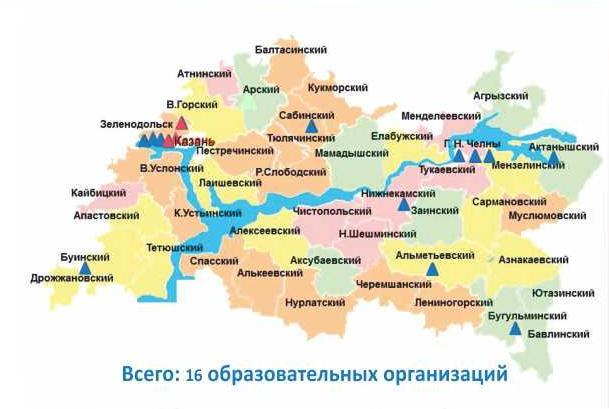 Балтасинский
Атнинский
Арский
Кукморский
Агрызский
В.Горский
Сабинский
Менделеевский
Зеленодольск
Казань
Тюлячинский
Елабужский
Г. Н. Челны
Актанышский
Пестречинский
Мамадышский
Мензелинский
В.Услонский
Р.Слободский
Тукаевский
Лаишевский
Кайбицкий
Нижнекамский
Сармановский
Апастовский
К.Устьинский
Чистопольский
Заинский
Муслюмовский
Алексеевский
Н.Шешминский
Тетюшский
Буинский
Спасский
Аксубаевский
Альметьевский
Азнакаевский
Дрожжановский
Алькеевский
Черемшанский
Ютазинский
Нурлатский
Лениногорский
Бугульминский
Бавлинский
Всего: 16 образовательных организаций